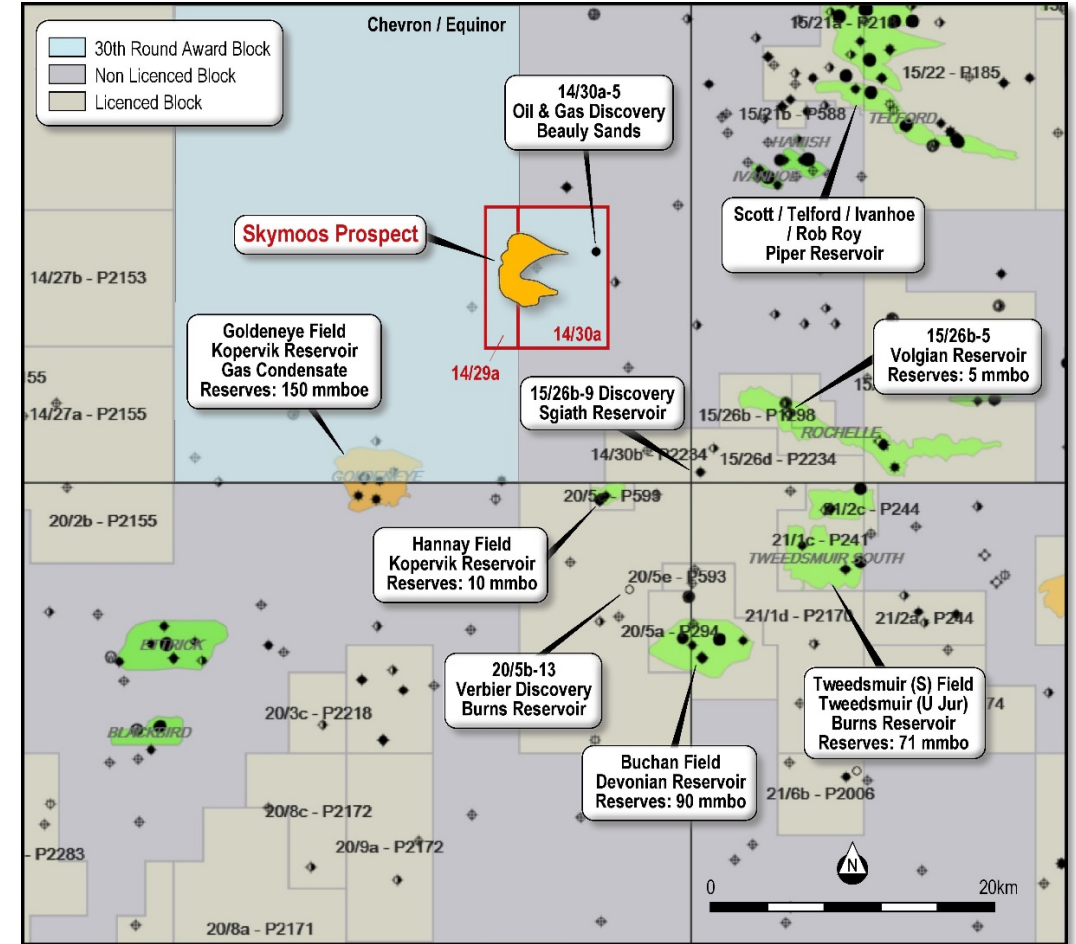 Chevron / Equinor
30th Round Award Block
Non Licenced Block
Licenced Block
14/30a-5
Oil & Gas Discovery
Beauly Sands
15/22 - P185
15/21b - P588
TELFORD
HAMISH
IVANHOE
Scott / Telford / Ivanhoe
/ Rob Roy
Piper Reservoir
Skymoos Prospect
14/27b - P2153
14/30a
14/29a
Goldeneye Field
Kopervik Reservoir
Gas Condensate
Reserves: 150 mmboe
15/26b-5
Volgian Reservoir
Reserves: 5 mmbo
55
14/27a - P2155
15/26b-9 Discovery
Sgiath Reservoir
15/26b - P1298
ROCHELLE
14/30b - P2234
15/26d - P2234
GOLDENEYE
20/2b - P2155
21/2c - P244
21/1c - P241
TWEEDSMUIR SOUTH
Hannay Field
Kopervik Reservoir
Reserves: 10 mmbo
20/5e - P593
21/1d - P2170
21/2a - P244
20/5a - P294
ETTRICK
20/5b-13
Verbier Discovery
Burns Reservoir
Tweedsmuir (S) Field
Tweedsmuir (U Jur)
Burns Reservoir
Reserves: 71 mmbo
74
20/3c - P2218
BLACKBIRD
Buchan Field
Devonian Reservoir
Reserves: 90 mmbo
21/6b - P2006
20/8c - P2172
20/9a - P2172
- P2283
20/8a - P2171
N
0
20km